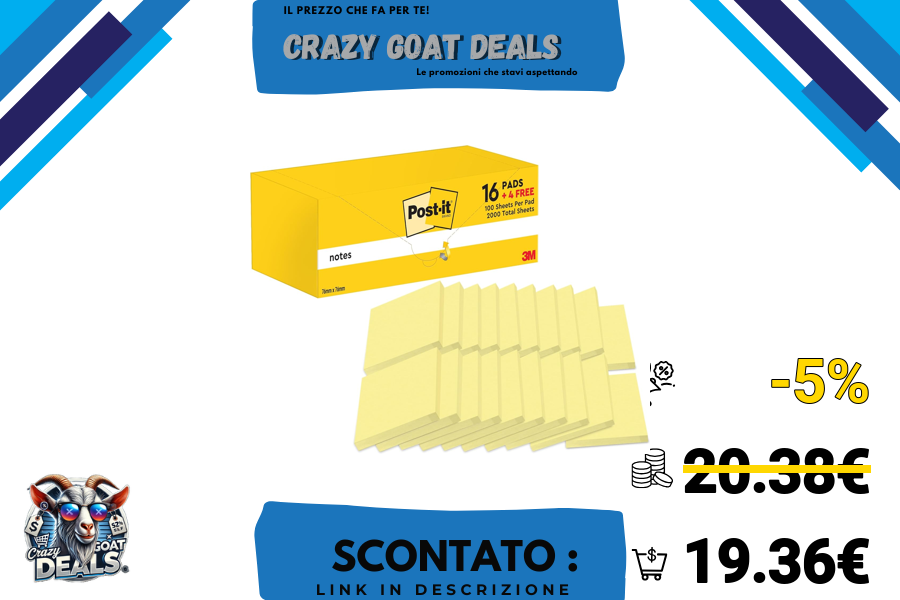 IL PREZZO CHE FA PER TE!
CRAZY GOAT DEALS
Le promozioni che stavi aspettando
16 PADS
+ 4 FREE
100 Sheets Per Pad
2000 Total Sheets
Post-it
notes
3M
76mm x 76mm
-5%
20.38€
19.36€
SCONTATO :
LINK IN DESCRIZIONE
$
Crazy
GOAT
DEALS